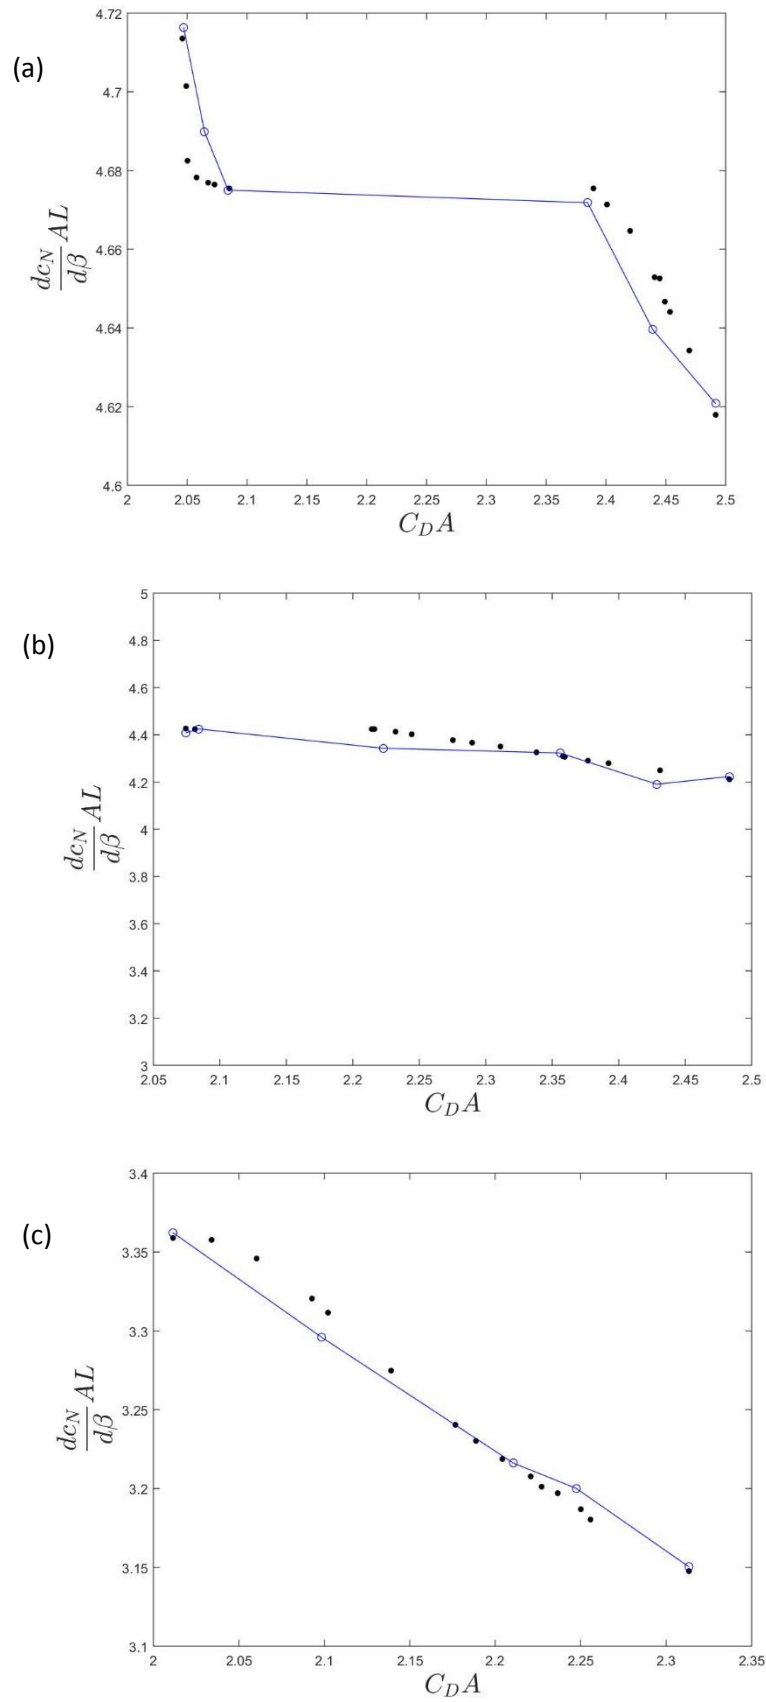 (a)
4.72
4.7
4.68
4.66
4.64
4.62
4.6
dc_N/dβ AL
2 2.05 2.1 2.15 2.2 2.25 2.3 2.35 2.4 2.45 2.5
C_D A
(b)
5
4.8
4.6
4.4
4.2
4
3.8
3.6
3.4
3.2
3
dc_N/dβ AL
2.05 2.1 2.15 2.2 2.25 2.3 2.35 2.4 2.45 2.5
C_D A
(c)
3.4
3.35
3.3
3.25
3.2
3.15
3.1
dc_N/dβ AL
2 2.05 2.1 2.15 2.2 2.25 2.3 2.35
C_D A